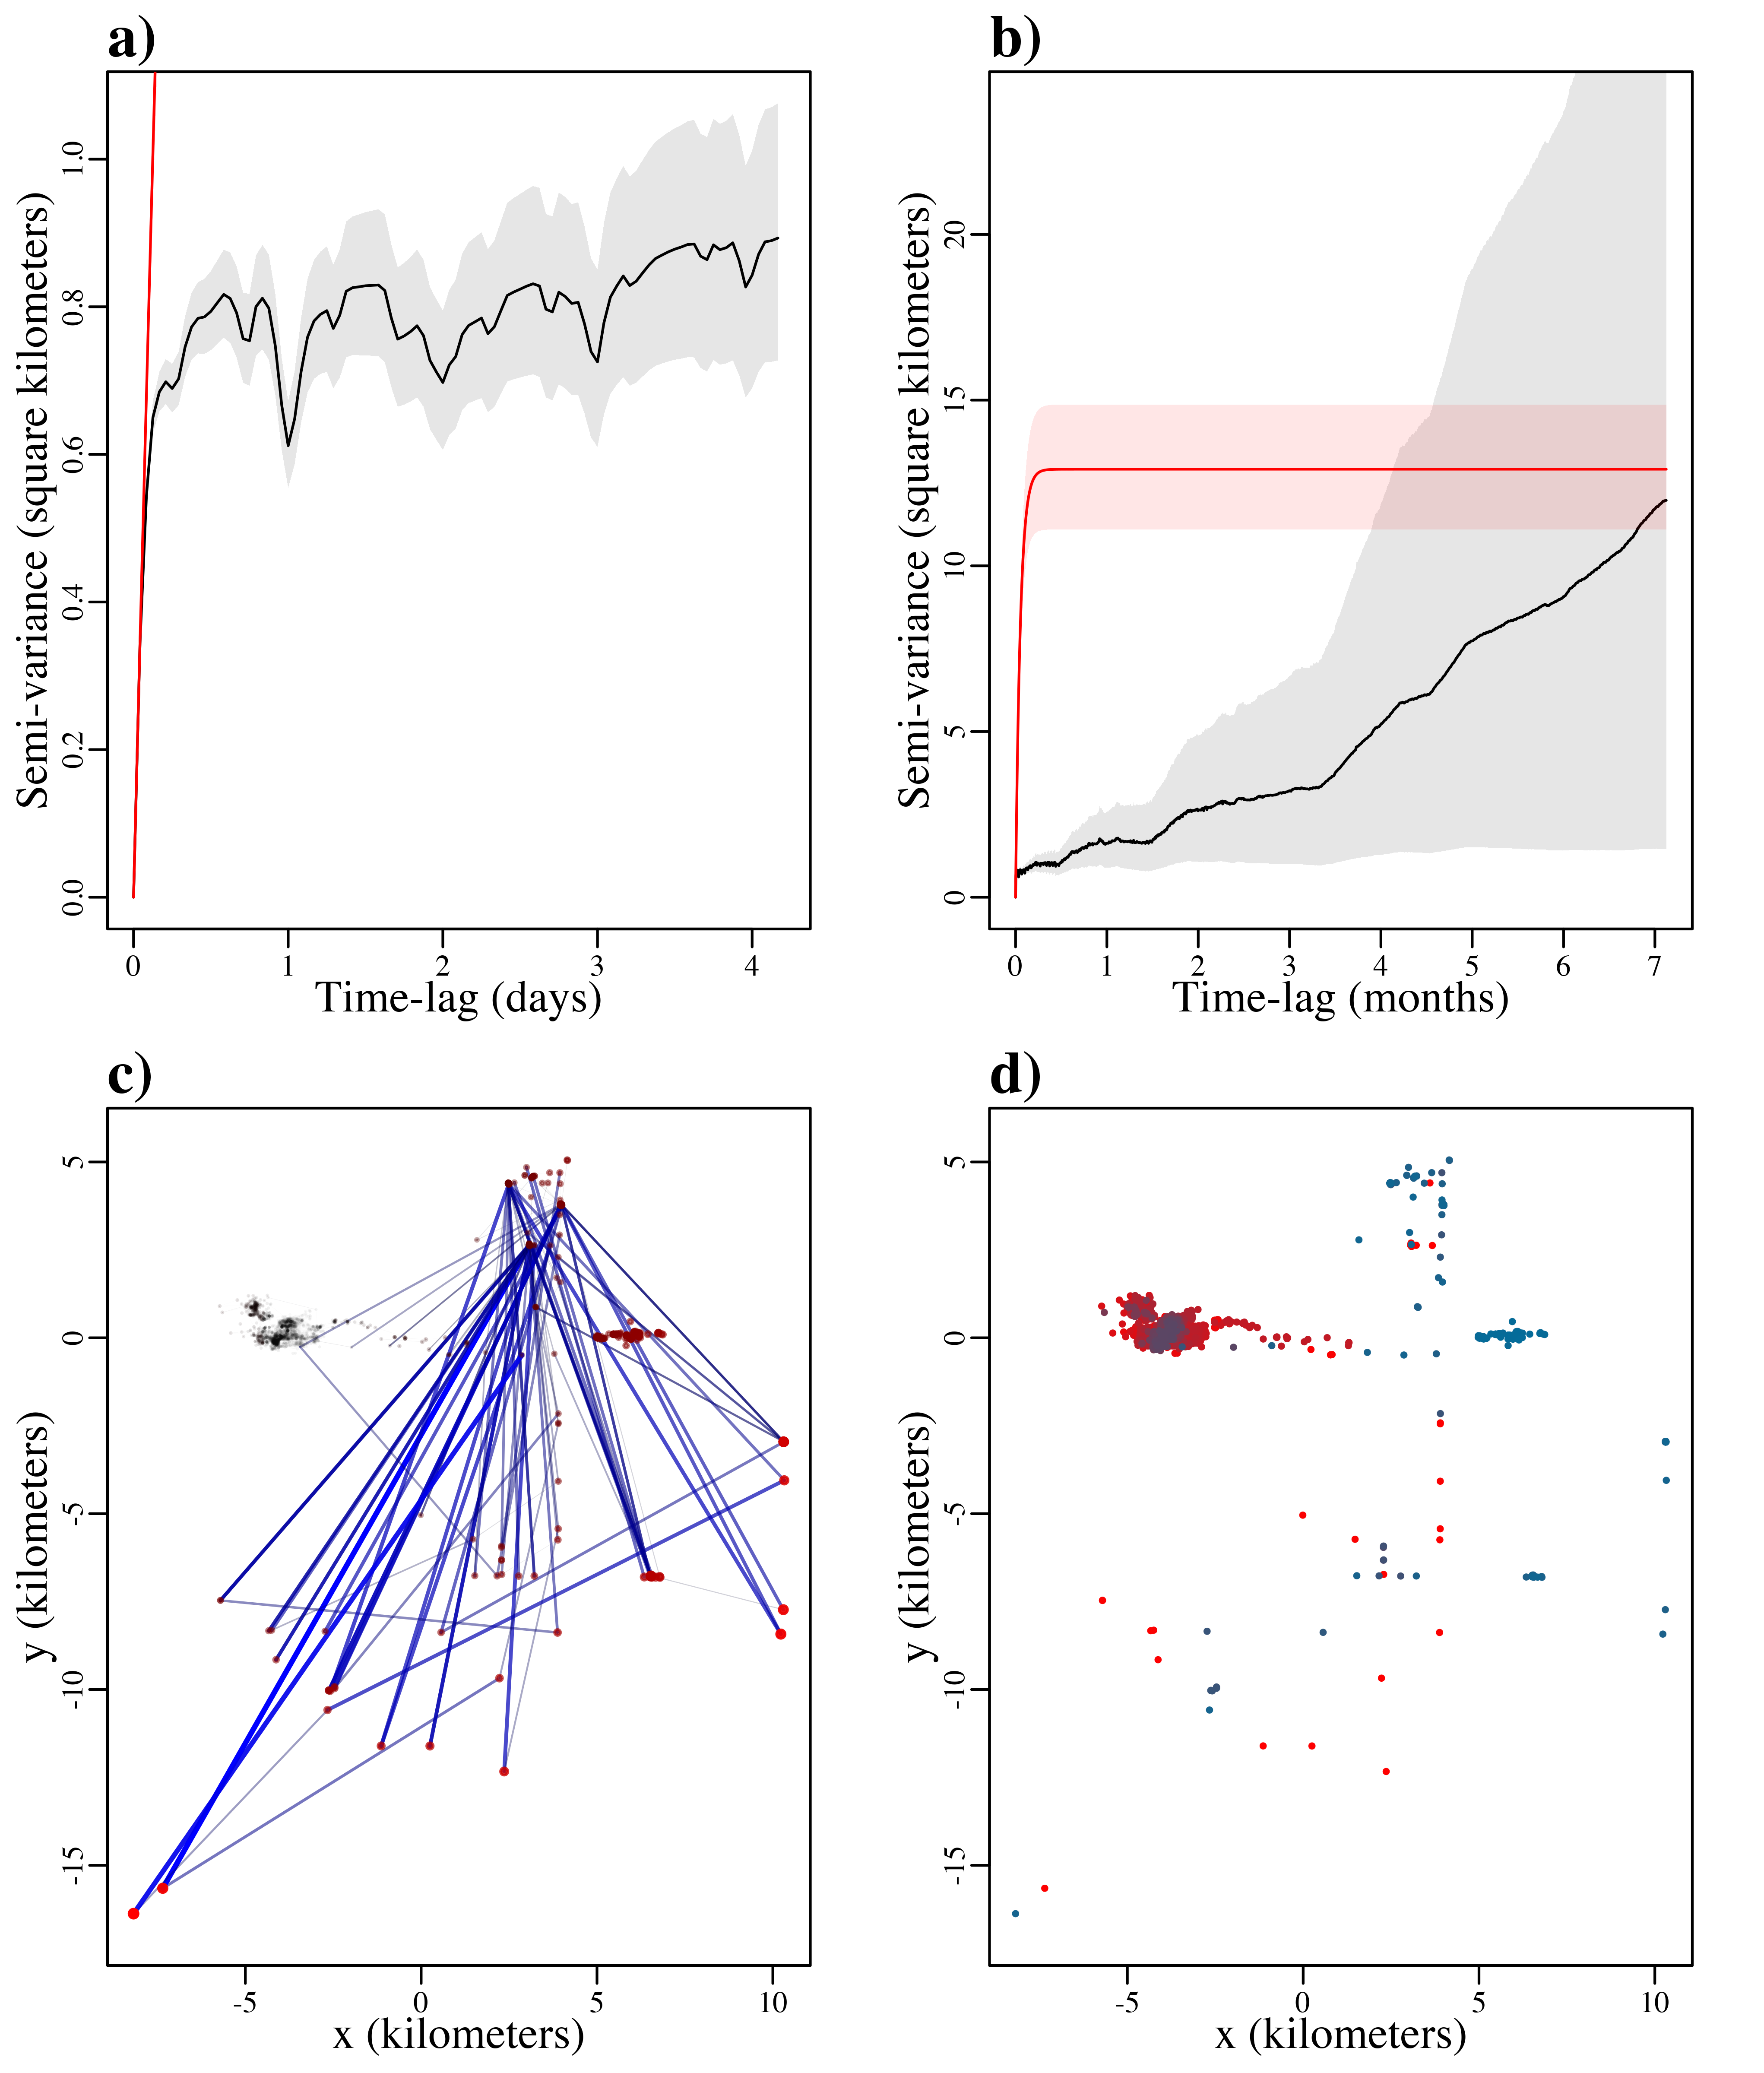 a)
Semi-variance (square kilometers)
0.0 0.2 0.4 0.6 0.8 1.0
0 1 2 3 4
Time-lag (days)
b)
Semi-variance (square kilometers)
0 5 10 15 20
0 1 2 3 4 5 6 7
Time-lag (months)
c)
y (kilometers)
-15 -10 -5 0 5
-5 0 5 10
x (kilometers)
d)
y (kilometers)
-15 -10 -5 0 5
-5 0 5 10
x (kilometers)